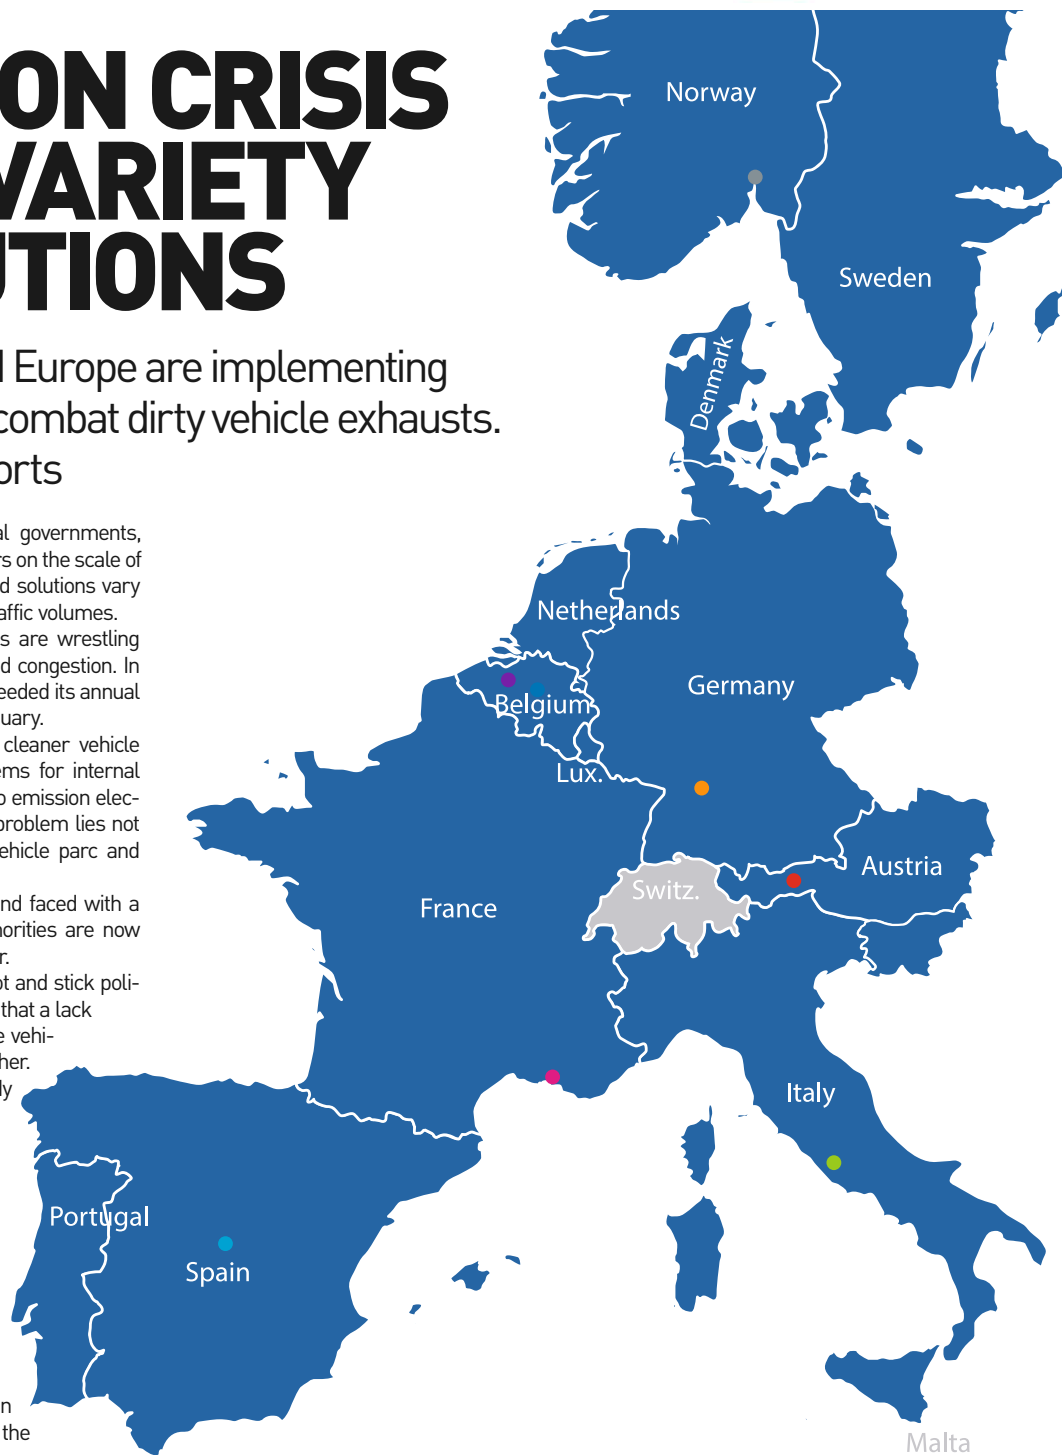 ON CRISIS
VARIETY
UTIONS
Europe are implementing
combat dirty vehicle exhausts.
orts
al governments,
rs on the scale of
d solutions vary
affic volumes.
s are wrestling
d congestion. In
eeded its annual
uary.
cleaner vehicle
ems for internal
o emission elec-
problem lies not
ehicle parc and
nd faced with a
horities are now
r.
ot and stick poli-
that a lack
e vehi-
her.
ly
n
the
Norway
Sweden
Denmark
Netherlands
Germany
Belgium
Lux.
Austria
Switz.
France
Italy
Portugal
Spain
Malta